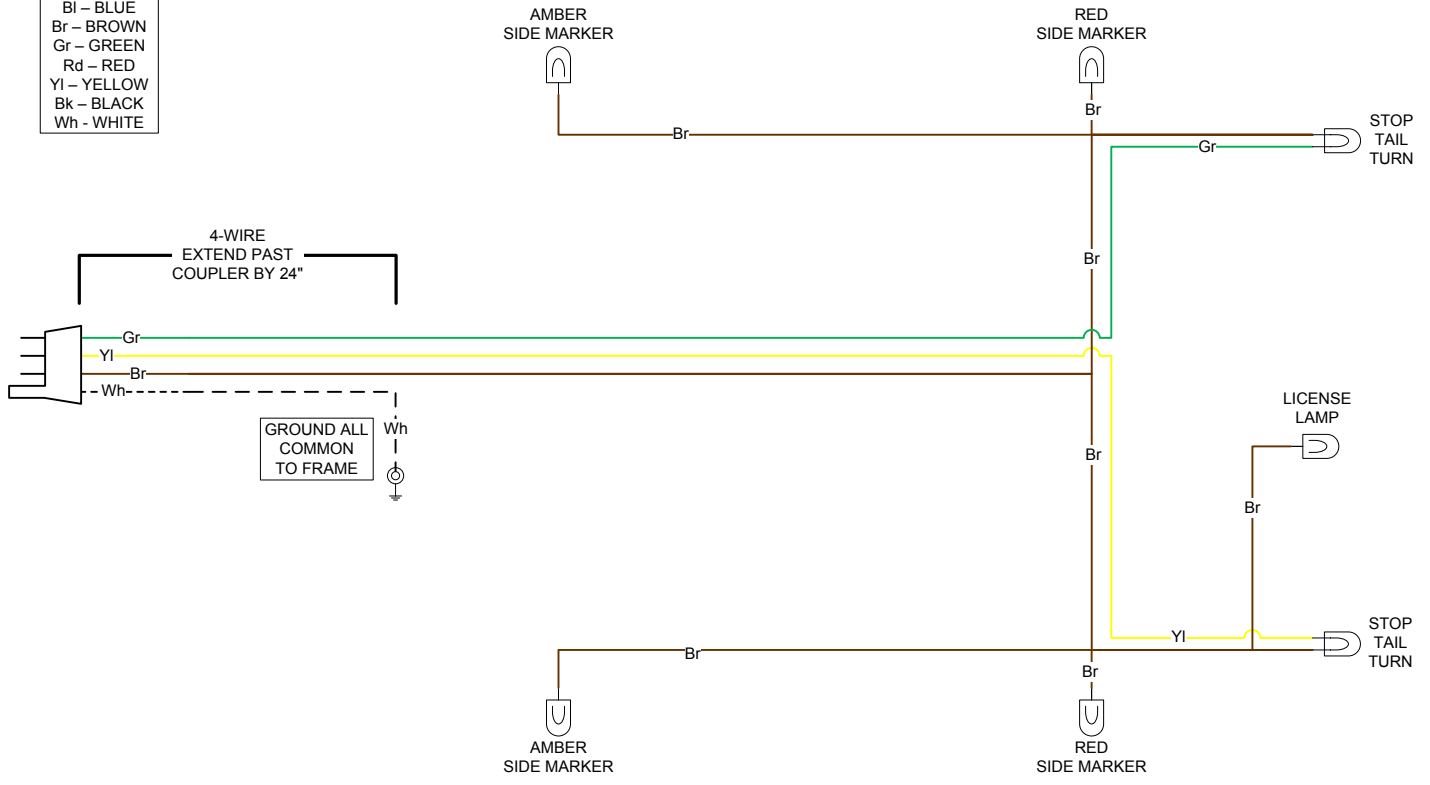 Bl – BLUE
Br – BROWN
Gr – GREEN
Rd – RED
Yl – YELLOW
Bk – BLACK
Wh - WHITE
AMBER
SIDE MARKER
RED
SIDE MARKER
Br
Br
STOP
TAIL
TURN
Gr
4-WIRE
EXTEND PAST
COUPLER BY 24"
Br
Gr
Yl
Br
Wh
GROUND ALL
COMMON
TO FRAME
Wh
LICENSE
LAMP
Br
Br
STOP
TAIL
TURN
Yl
Br
Br
AMBER
SIDE MARKER
RED
SIDE MARKER